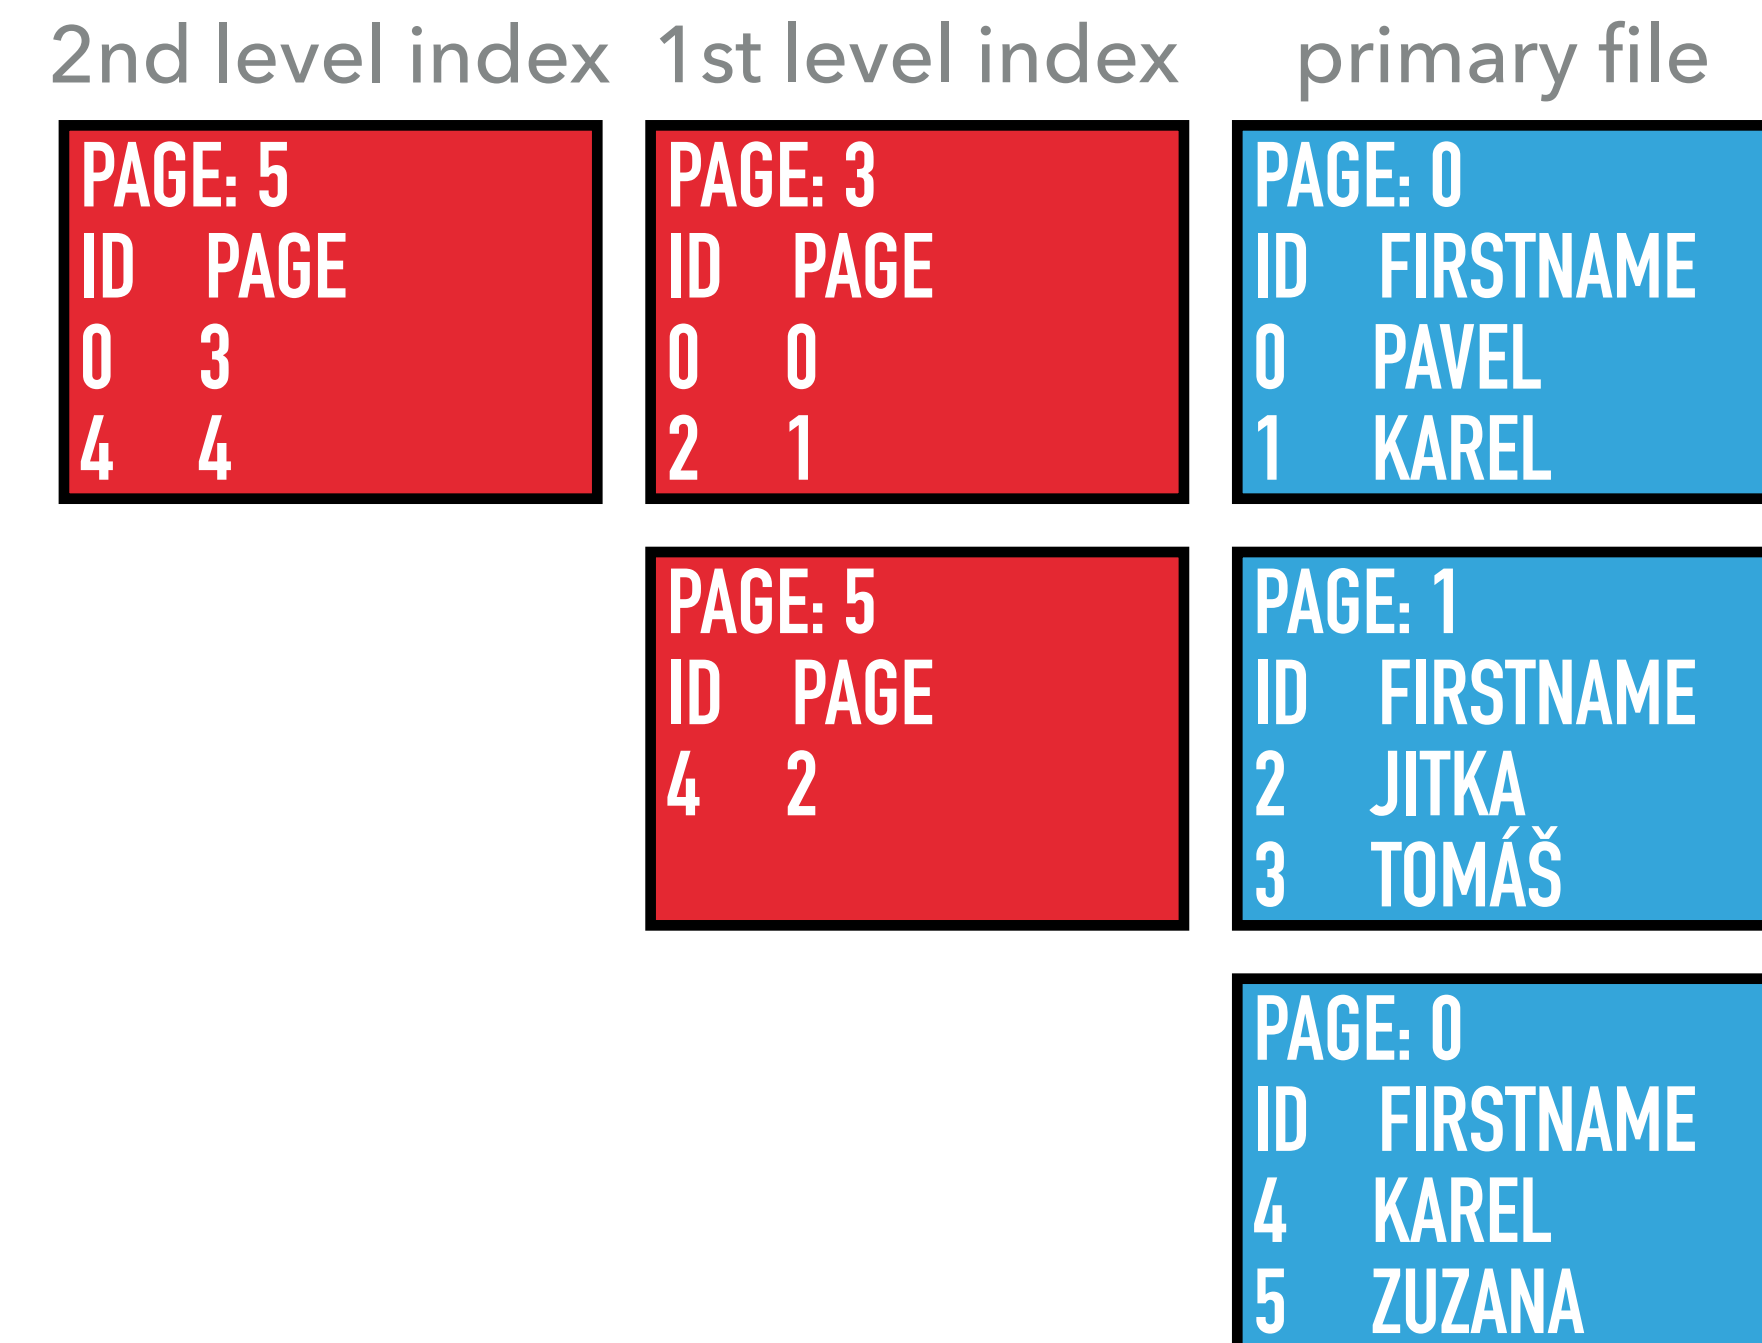 2nd level index
PAGE: 5
ID PAGE
0 3
4 4
1st level index
PAGE: 3
ID PAGE
0 0
2 1
PAGE: 5
ID PAGE
4 2
primary file
PAGE: 0
ID FIRSTNAME
0 PAVEL
1 KAREL
PAGE: 1
ID FIRSTNAME
2 JITKA
3 TOMÁŠ
PAGE: 0
ID FIRSTNAME
4 KAREL
5 ZUZANA